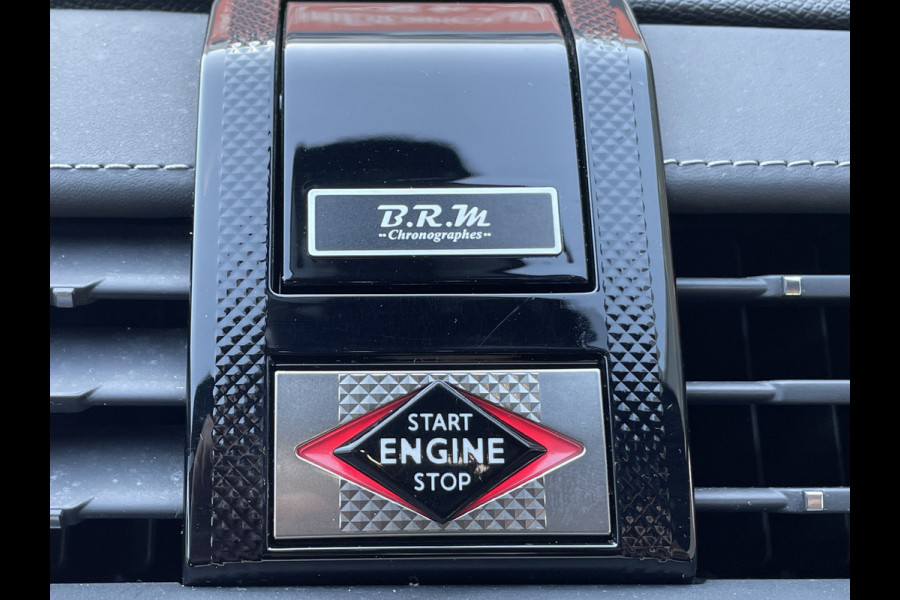 B.R.M
Chronographes
START
ENGINE
STOP